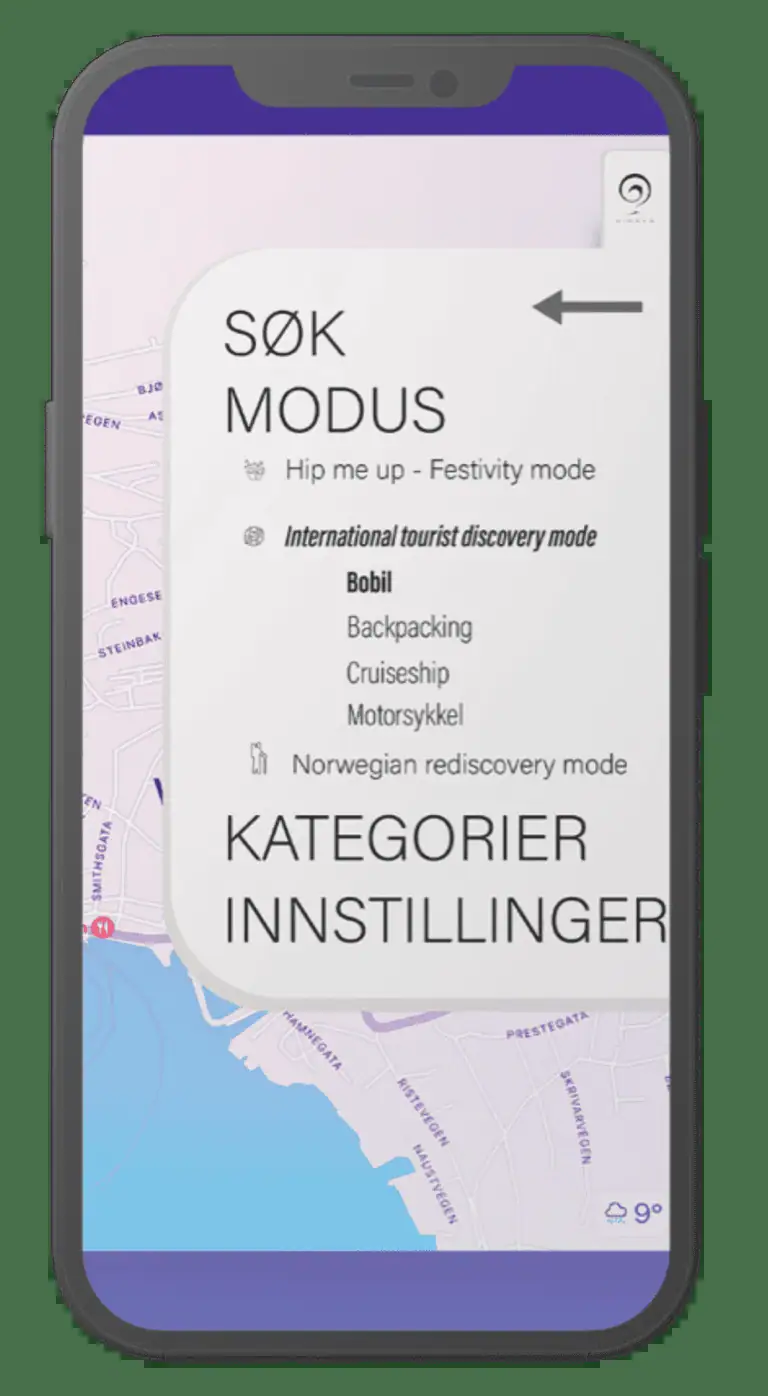 SØK
MODUS
Hip me up - Festivity mode
International tourist discovery mode
Bobil
Backpacking
Cruiseship
Motorsykkel
Norwegian rediscovery mode
KATEGORIER
INNSTILLINGER
BJØ
AS
EGEN
ENGESE
STEINBAK
EN
SMITHSGATA
HAMNEGATA
PRESTEGATA
RISTEVEGEN
SKRIVARVEGEN
NAUSTVEGEN
9°